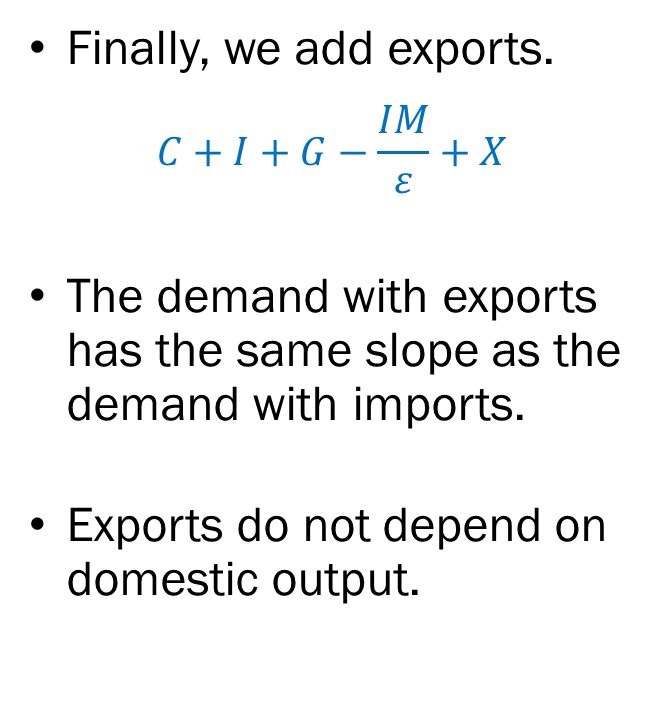 • Finally, we add exports.
C + I + G − IM/ε + X
• The demand with exports
has the same slope as the
demand with imports.
• Exports do not depend on
domestic output.